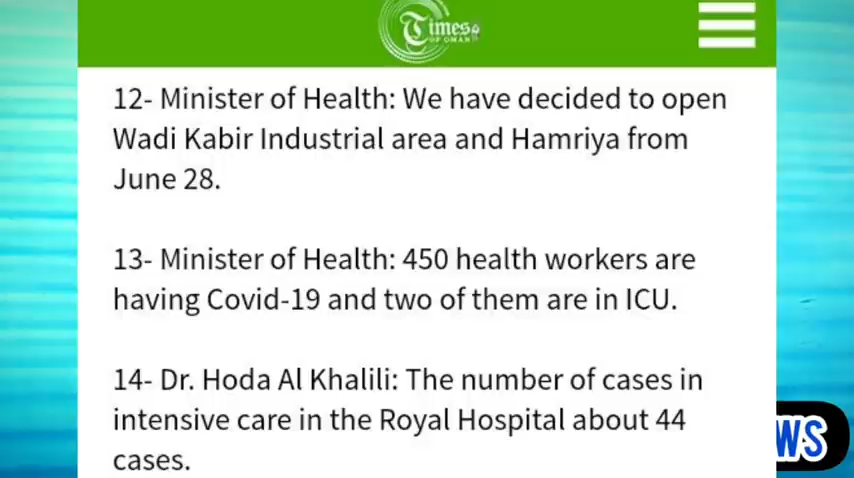 Times
OF OMAN
12- Minister of Health: We have decided to open
Wadi Kabir Industrial area and Hamriya from
June 28.
13- Minister of Health: 450 health workers are
having Covid-19 and two of them are in ICU.
14- Dr. Hoda Al Khalili: The number of cases in
intensive care in the Royal Hospital about 44
cases.
WS